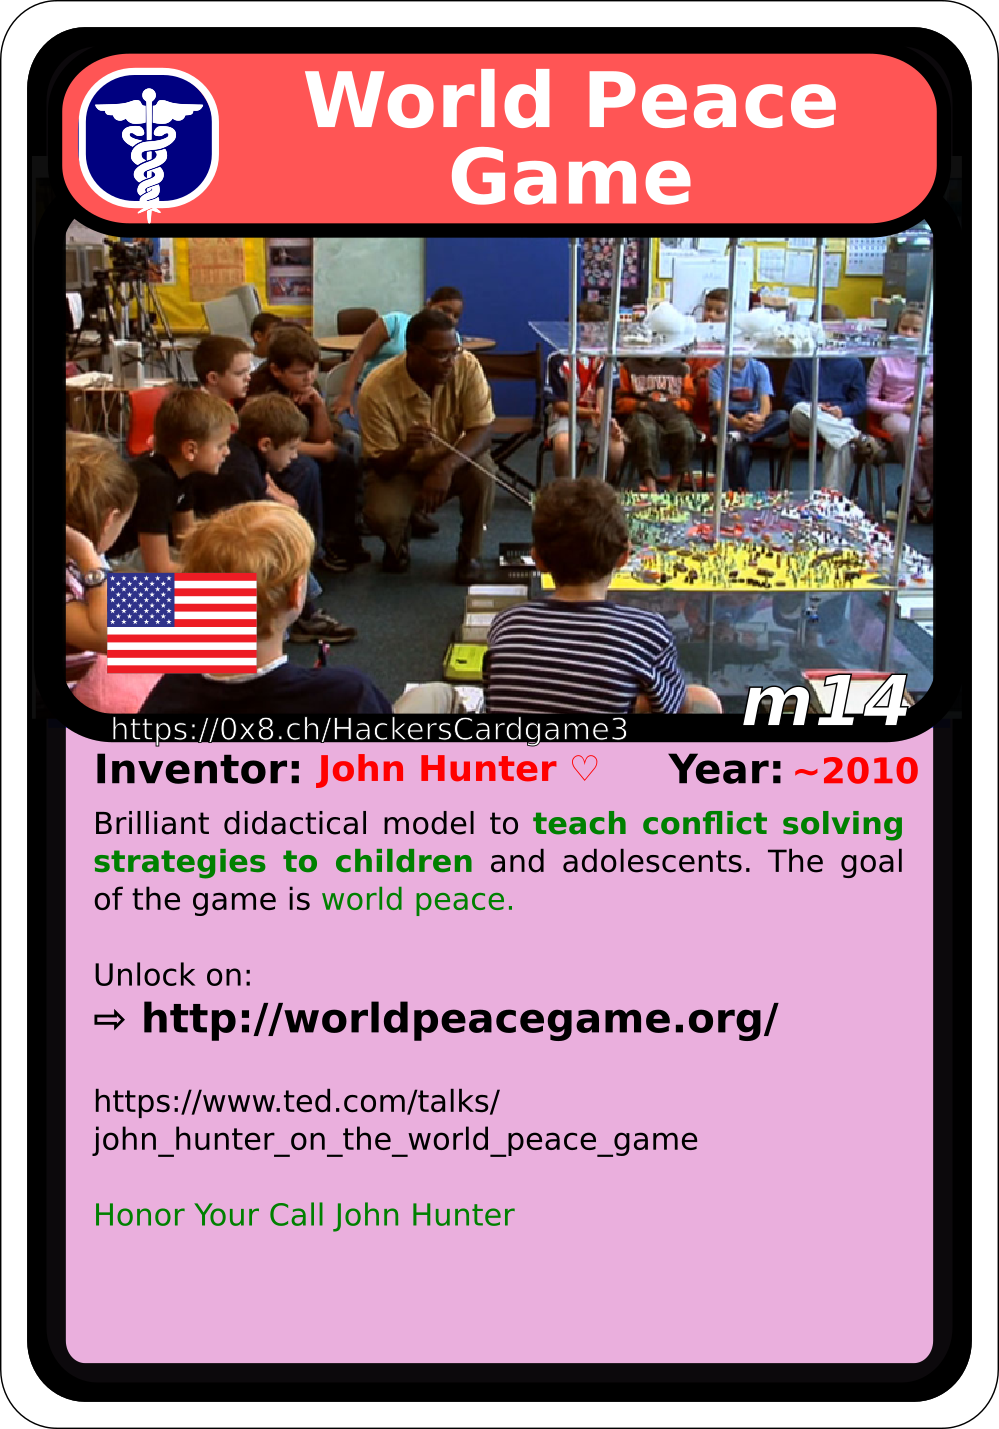 World Peace
Game
m14
https://0x8.ch/HackersCardgame3
Inventor: John Hunter ♡ Year: ~2010
Brilliant didactical model to teach conflict solving
strategies to children and adolescents. The goal
of the game is world peace.
Unlock on:
⇨ http://worldpeacegame.org/
https://www.ted.com/talks/
john_hunter_on_the_world_peace_game
Honor Your Call John Hunter